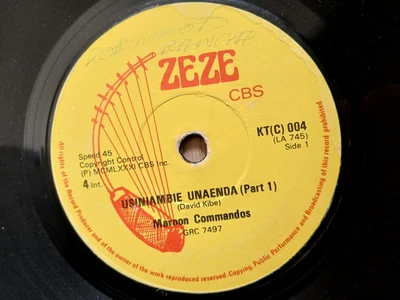 ZEZE
CBS
KT(C) 004
(LA 745)
Side 1
Speed 45
Copyright Control
(P) MCMLXXXI CBS Inc.
4 Int.
USINIAMBIE UNAENDA (Part 1)
(David Kibe)
Maroon Commandos
GRC 7497
All rights of the Record Producer and of the owner of the work reproduced reserved. Copying, Public Performance and Broadcasting of this record prohibited.